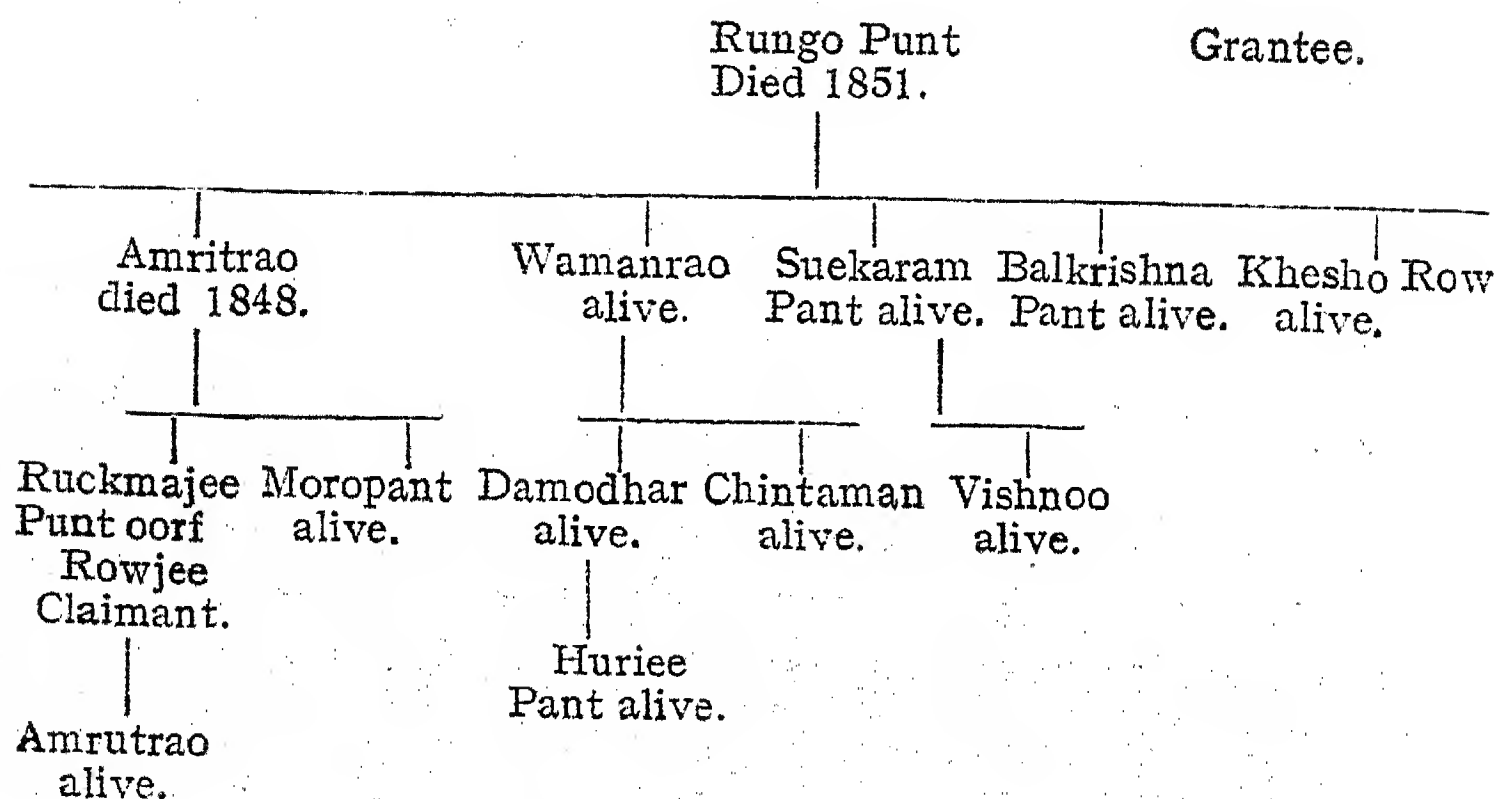 Rungo Punt
Died 1851.
Grantee.
Amritrao
died 1848.
Wamanrao
alive.
Suekaram
Pant alive.
Balkrishna
Pant alive.
Khesho Row
alive.
Ruckmajee
Punt oorf
Rowjee
Claimant.
Moropant
alive.
Damodhar
alive.
Chintaman
alive.
Vishnoo
alive.
Huriee
Pant alive.
Amrutrao
alive.